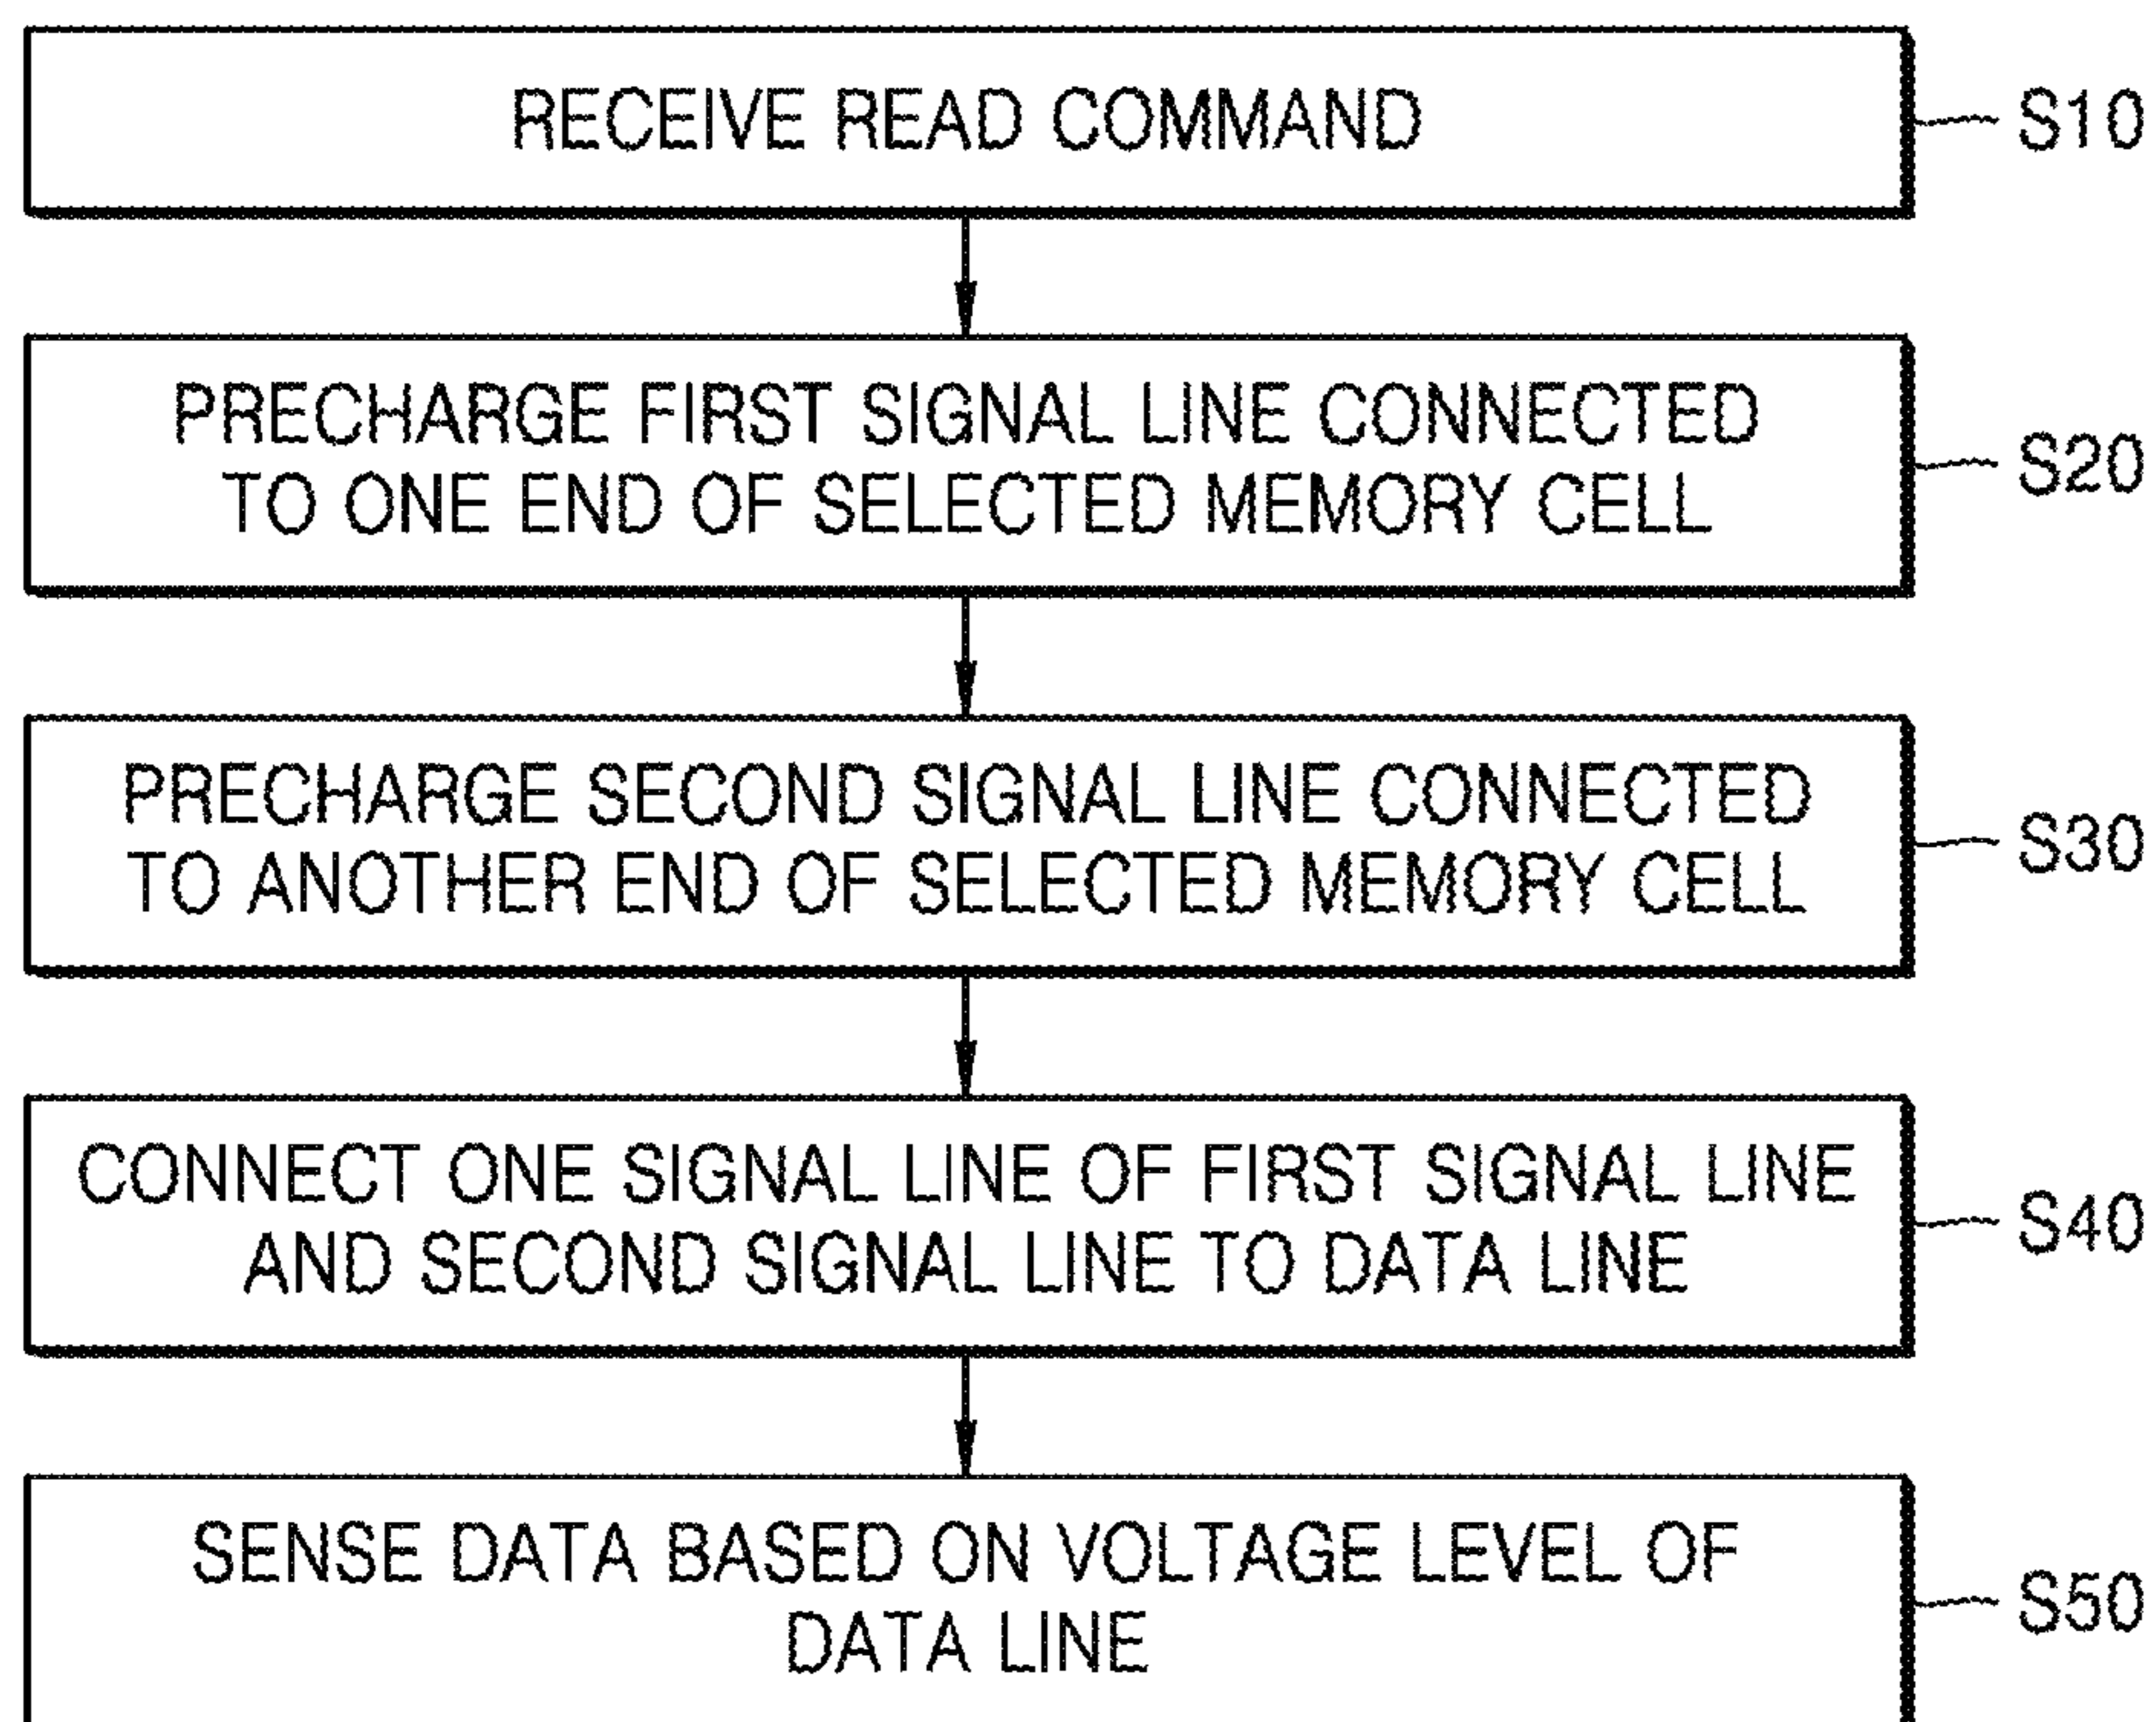 RECEIVE READ COMMAND
S10
PRECHARGE FIRST SIGNAL LINE CONNECTED
TO ONE END OF SELECTED MEMORY CELL
S20
PRECHARGE SECOND SIGNAL LINE CONNECTED
TO ANOTHER END OF SELECTED MEMORY CELL
S30
CONNECT ONE SIGNAL LINE OF FIRST SIGNAL LINE
AND SECOND SIGNAL LINE TO DATA LINE
S40
SENSE DATA BASED ON VOLTAGE LEVEL OF
DATA LINE
S50